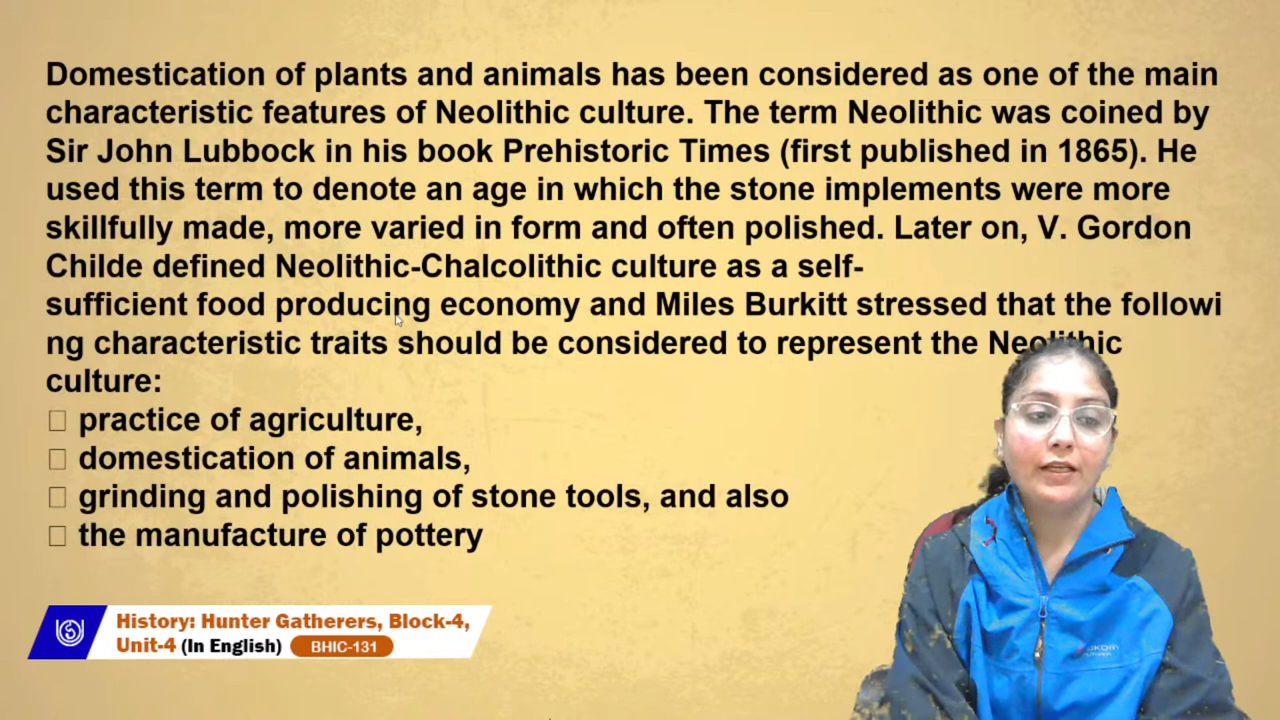 Domestication of plants and animals has been considered as one of the main
characteristic features of Neolithic culture. The term Neolithic was coined by
Sir John Lubbock in his book Prehistoric Times (first published in 1865). He
used this term to denote an age in which the stone implements were more
skillfully made, more varied in form and often polished. Later on, V. Gordon
Childe defined Neolithic-Chalcolithic culture as a self-
sufficient food producing economy and Miles Burkitt stressed that the followi
ng characteristic traits should be considered to represent the Neolithic
culture:
□ practice of agriculture,
□ domestication of animals,
□ grinding and polishing of stone tools, and also
□ the manufacture of pottery
History: Hunter Gatherers, Block-4,
Unit-4 (In English) BHIC-131